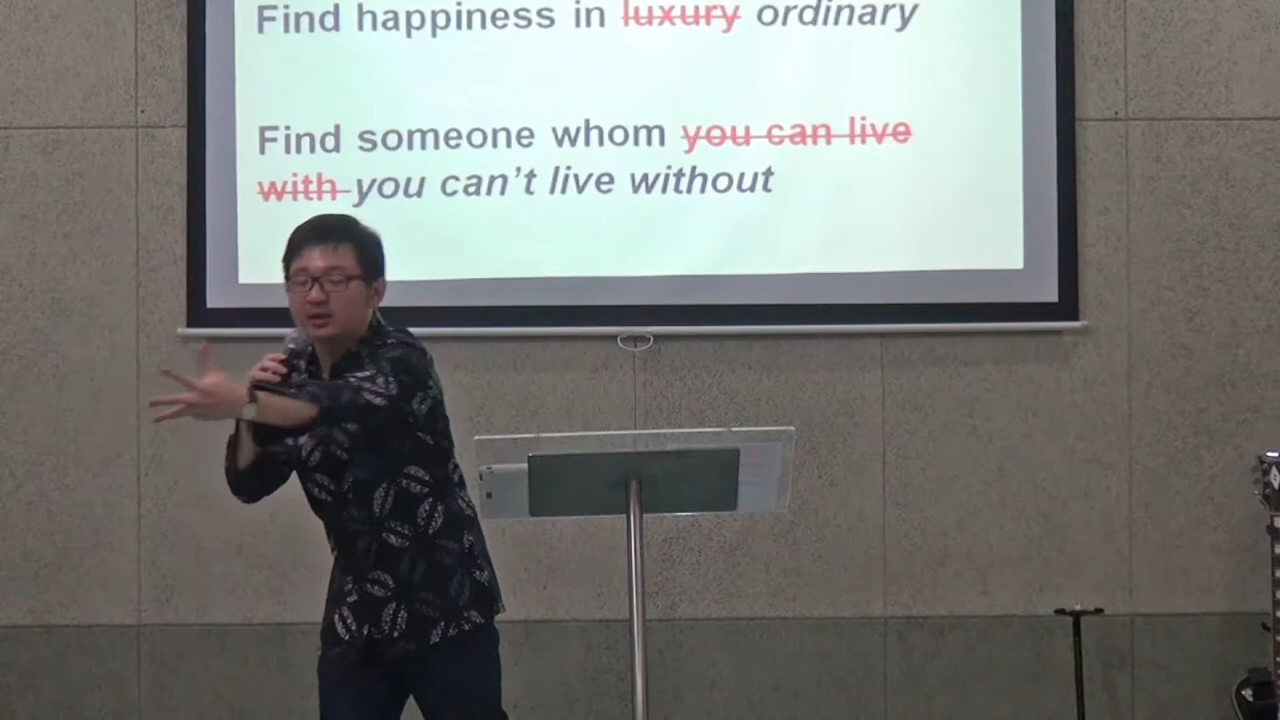 Find happiness in luxury ordinary
Find someone whom you can live
with you can't live without